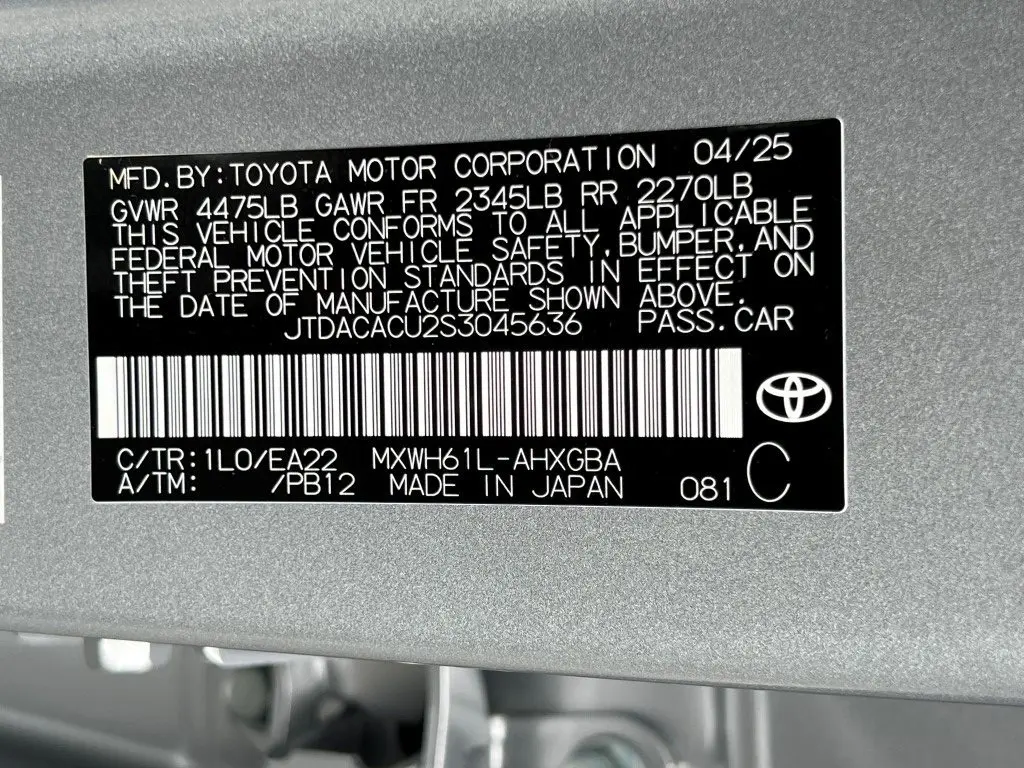 MFD.BY:TOYOTA MOTOR CORPORATION 04/25
GVWR 4475LB GAWR FR 2345LB RR 2270LB
THIS VEHICLE CONFORMS TO ALL APPLICABLE
FEDERAL MOTOR VEHICLE SAFETY,BUMPER,AND
THEFT PREVENTION STANDARDS IN EFFECT ON
THE DATE OF MANUFACTURE SHOWN ABOVE.
JTDACACU2S3045636 PASS.CAR
C/TR:1L0/EA22 MXWH61L-AHXGBA
A/TM: /PB12 MADE IN JAPAN 081 C